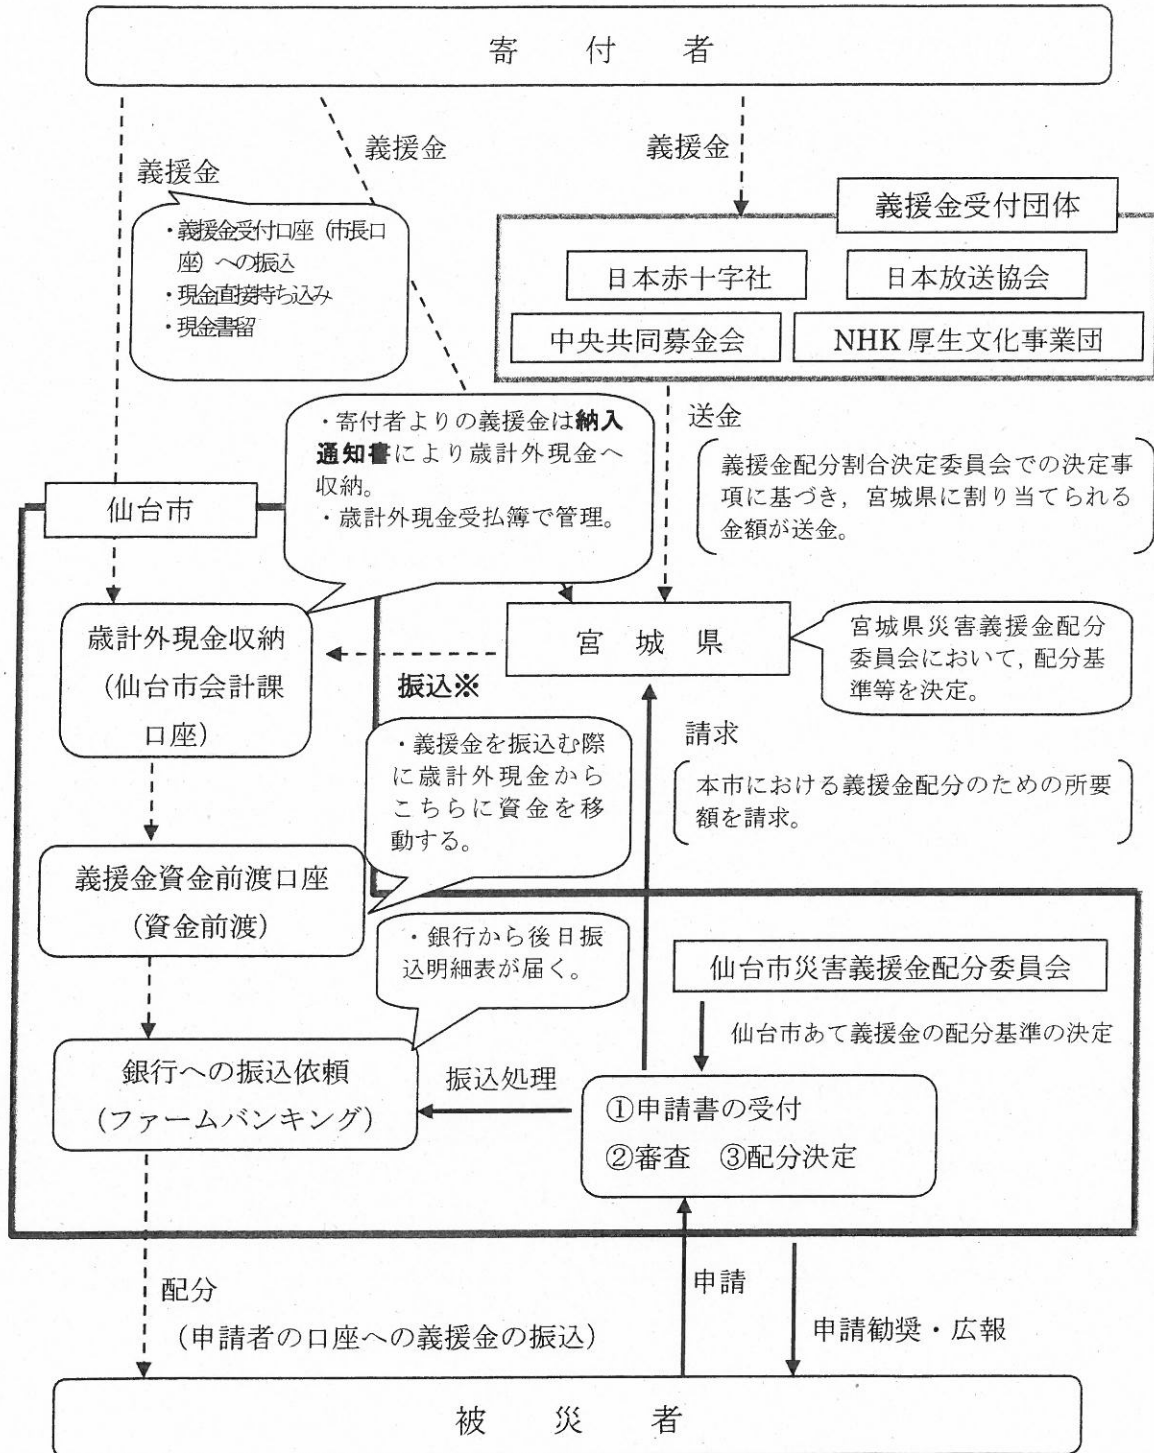 寄　付　者
義援金
義援金
義援金
・義援金受付口座（市長口
座）への振込
・現金直接持ち込み
・現金書留
義援金受付団体
日本赤十字社
日本放送協会
中央共同募金会
NHK 厚生文化事業団
送金
義援金配分割合決定委員会での決定事
項に基づき，宮城県に割り当てられる
金額が送金。
・寄付者よりの義援金は納入
通知書により歳計外現金へ
収納。
・歳計外現金受払簿で管理。
仙台市
歳計外現金収納
（仙台市会計課
口座）
宮　城　県
宮城県災害義援金配分
委員会において，配分基
準等を決定。
振込※
請求
本市における義援金配分のための所要
額を請求。
・義援金を振込む際
に歳計外現金から
こちらに資金を移
動する。
義援金資金前渡口座
（資金前渡）
・銀行から後日振
込明細表が届く。
仙台市災害義援金配分委員会
仙台市あて義援金の配分基準の決定
銀行への振込依頼
（ファームバンキング）
振込処理
①申請書の受付
②審査　③配分決定
配分
（申請者の口座への義援金の振込）
申請
申請勧奨・広報
被　災　者